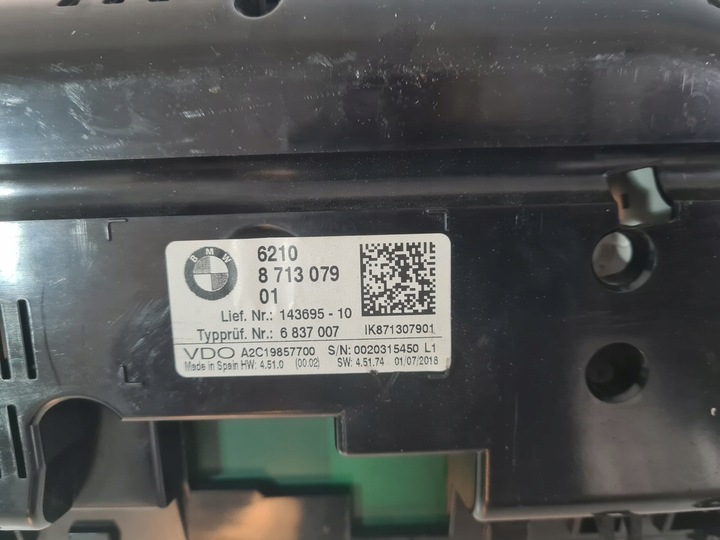 BMW
6210
8 713 079
01
Lief. Nr.: 143695 - 10
Typprüf. Nr.: 6 837 007
IK871307901
VDO A2C19857700 S/N: 0020315450 L1
Made in Spain HW: 4.51.0 (00.02) SW: 4.51.74 01/07/2018